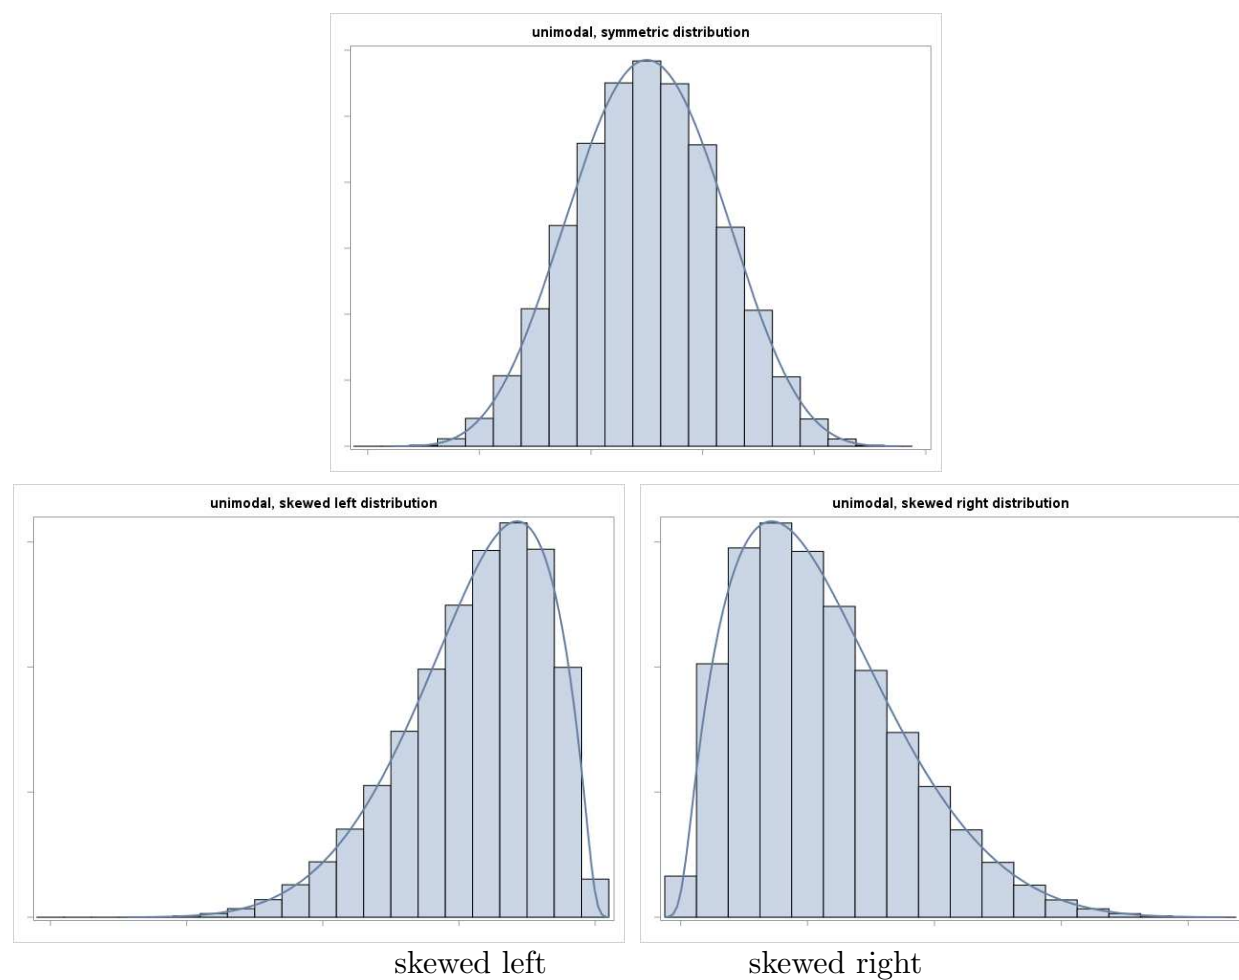 unimodal, symmetric distribution
unimodal, skewed left distribution
unimodal, skewed right distribution
skewed left
skewed right